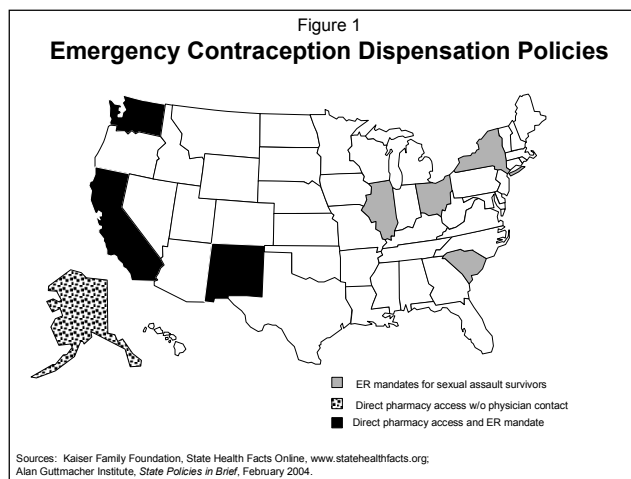 Figure 1
Emergency Contraception Dispensation Policies
ER mandates for sexual assault survivors
Direct pharmacy access w/o physician contact
Direct pharmacy access and ER mandate
Sources: Kaiser Family Foundation, State Health Facts Online, www.statehealthfacts.org;
Alan Guttmacher Institute, State Policies in Brief, February 2004.